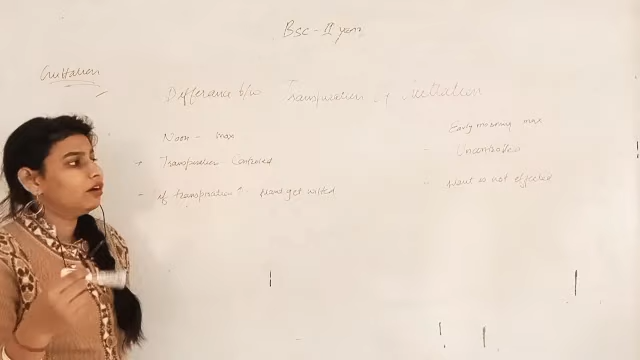 BSC - II year
Guttation
Difference b/w Transpiration & Guttation
Noon - max
Early morning max
Transpiration Controlled
Uncontrolled
if transpiration ↑ plant get wilted
plant is not effected